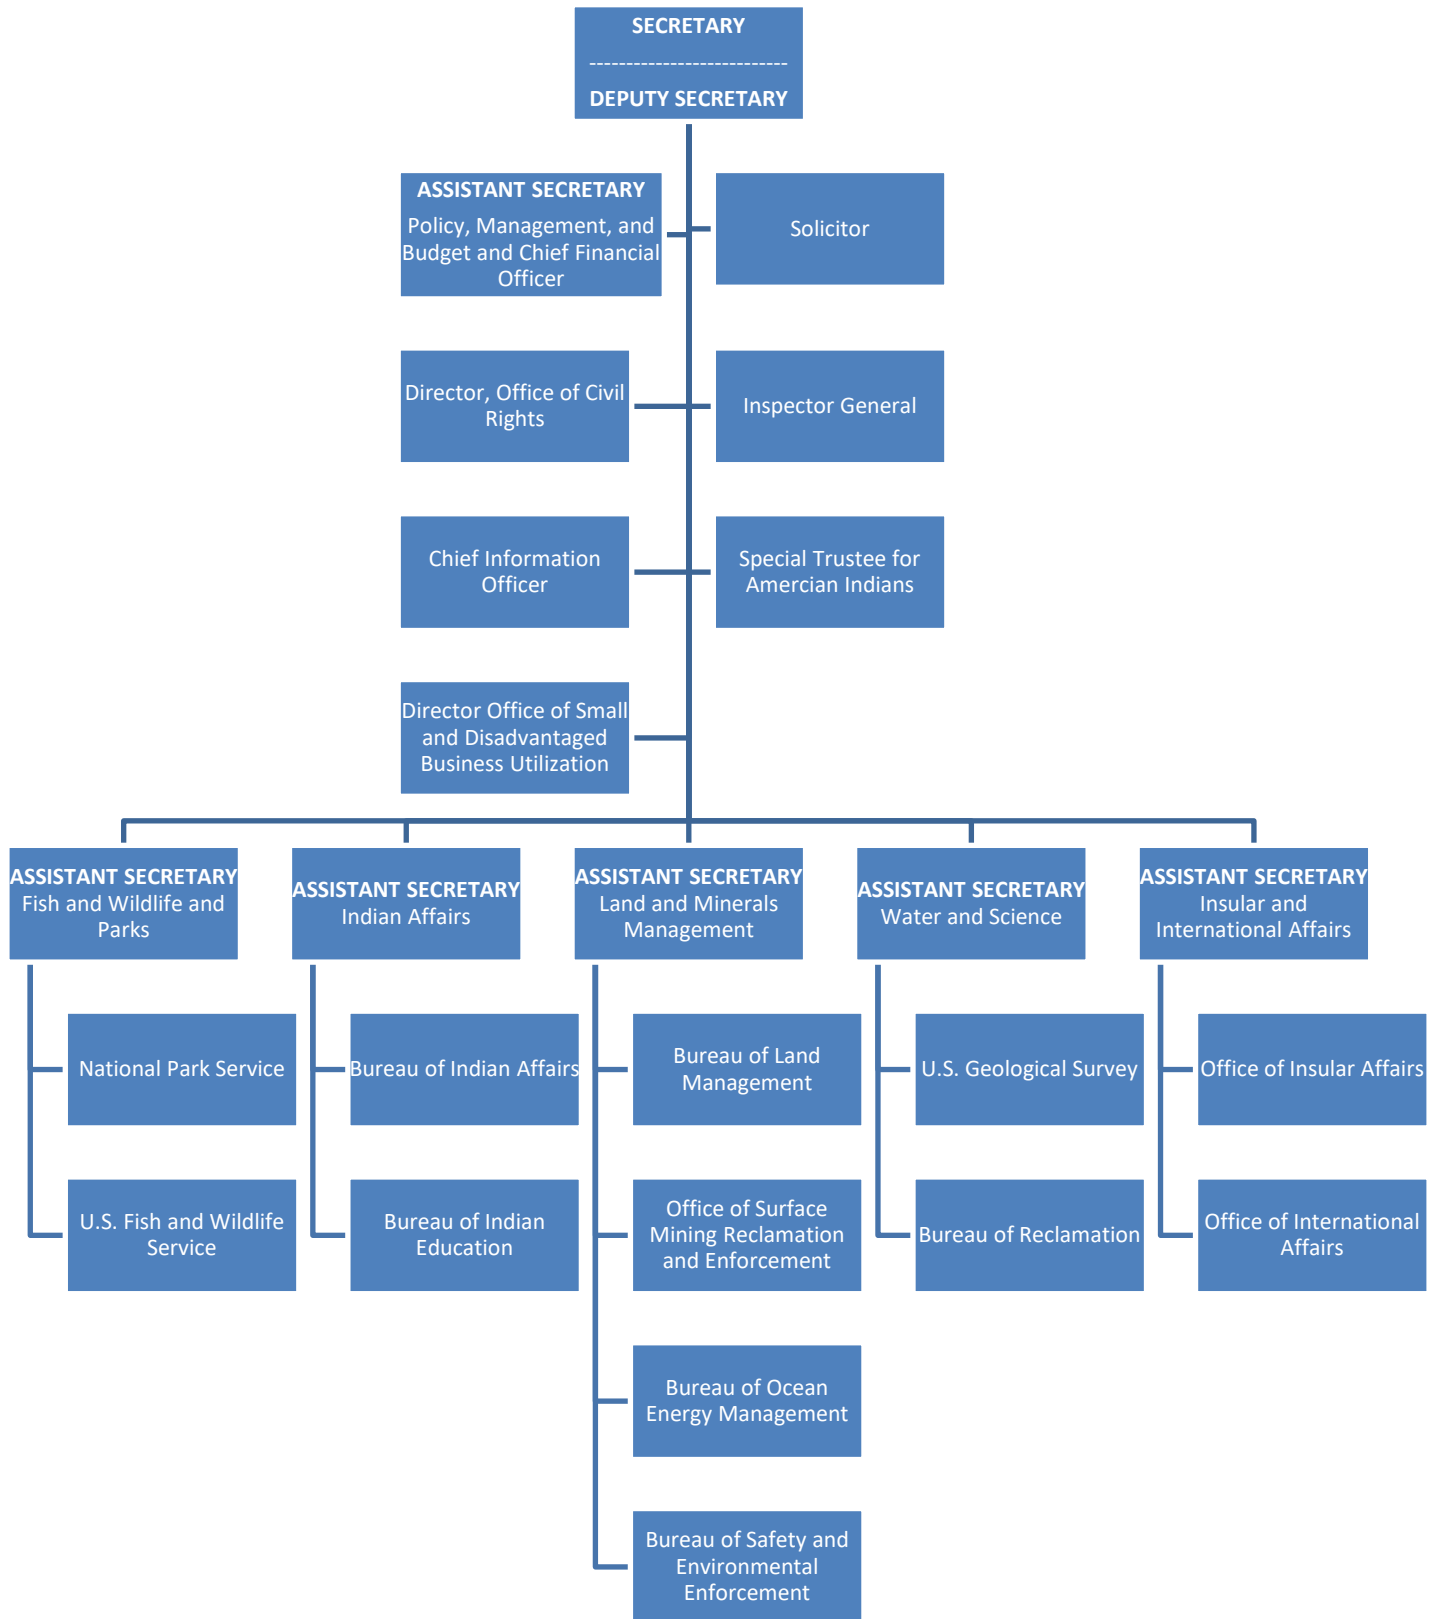 SECRETARY
---------------------------
DEPUTY SECRETARY
ASSISTANT SECRETARY
Policy, Management, and
Budget and Chief Financial
Officer
Solicitor
Director, Office of Civil
Rights
Inspector General
Chief Information
Officer
Special Trustee for
Amercian Indians
Director Office of Small
and Disadvantaged
Business Utilization
ASSISTANT SECRETARY
Fish and Wildlife and
Parks
ASSISTANT SECRETARY
Indian Affairs
ASSISTANT SECRETARY
Land and Minerals
Management
ASSISTANT SECRETARY
Water and Science
ASSISTANT SECRETARY
Insular and
International Affairs
National Park Service
Bureau of Indian Affairs
Bureau of Land
Management
U.S. Geological Survey
Office of Insular Affairs
U.S. Fish and Wildlife
Service
Bureau of Indian
Education
Office of Surface
Mining Reclamation
and Enforcement
Bureau of Reclamation
Office of International
Affairs
Bureau of Ocean
Energy Management
Bureau of Safety and
Environmental
Enforcement